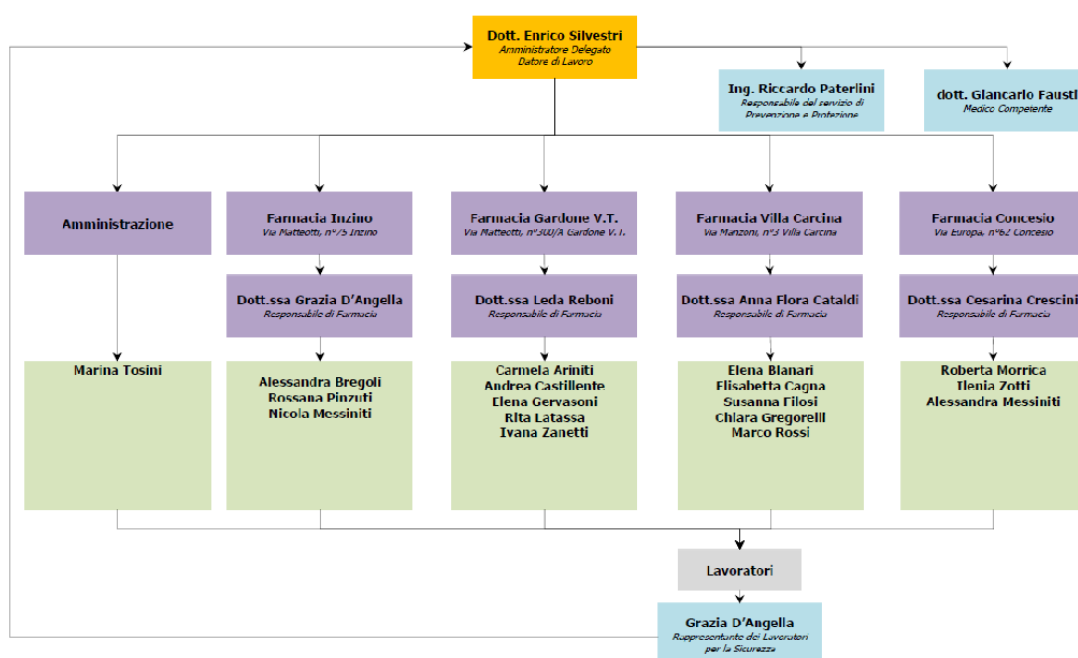 Dott. Enrico Silvestri
Amministratore Delegato
Datore di Lavoro
Ing. Riccardo Paterlini
Responsabile del servizio di
Prevenzione e Protezione
dott. Giancarlo Fausti
Medico Competente
Amministrazione
Farmacia Inzino
Via Matteotti, n°75 Inzino
Farmacia Gardone V.T.
Via Matteotti, n°300/A Gardone V.T.
Farmacia Villa Carcina
Via Manzoni, n°3 Villa Carcina
Farmacia Concesio
Via Europa, n°62 Concesio
Dott.ssa Grazia D'Angella
Responsabile di Farmacia
Dott.ssa Leda Reboni
Responsabile di Farmacia
Dott.ssa Anna Flora Cataldi
Responsabile di Farmacia
Dott.ssa Cesarina Crescini
Responsabile di Farmacia
Marina Tosini
Alessandra Bregoli
Rossana Pinzuti
Nicola Messiniti
Carmela Ariniti
Andrea Castillente
Elena Gervasoni
Rita Latassa
Ivana Zanetti
Elena Blanari
Elisabetta Cagna
Susanna Filosi
Chiara Gregorelli
Marco Rossi
Roberta Morrica
Ilenia Zotti
Alessandra Messiniti
Lavoratori
Grazia D'Angella
Rappresentante dei Lavoratori
per la Sicurezza